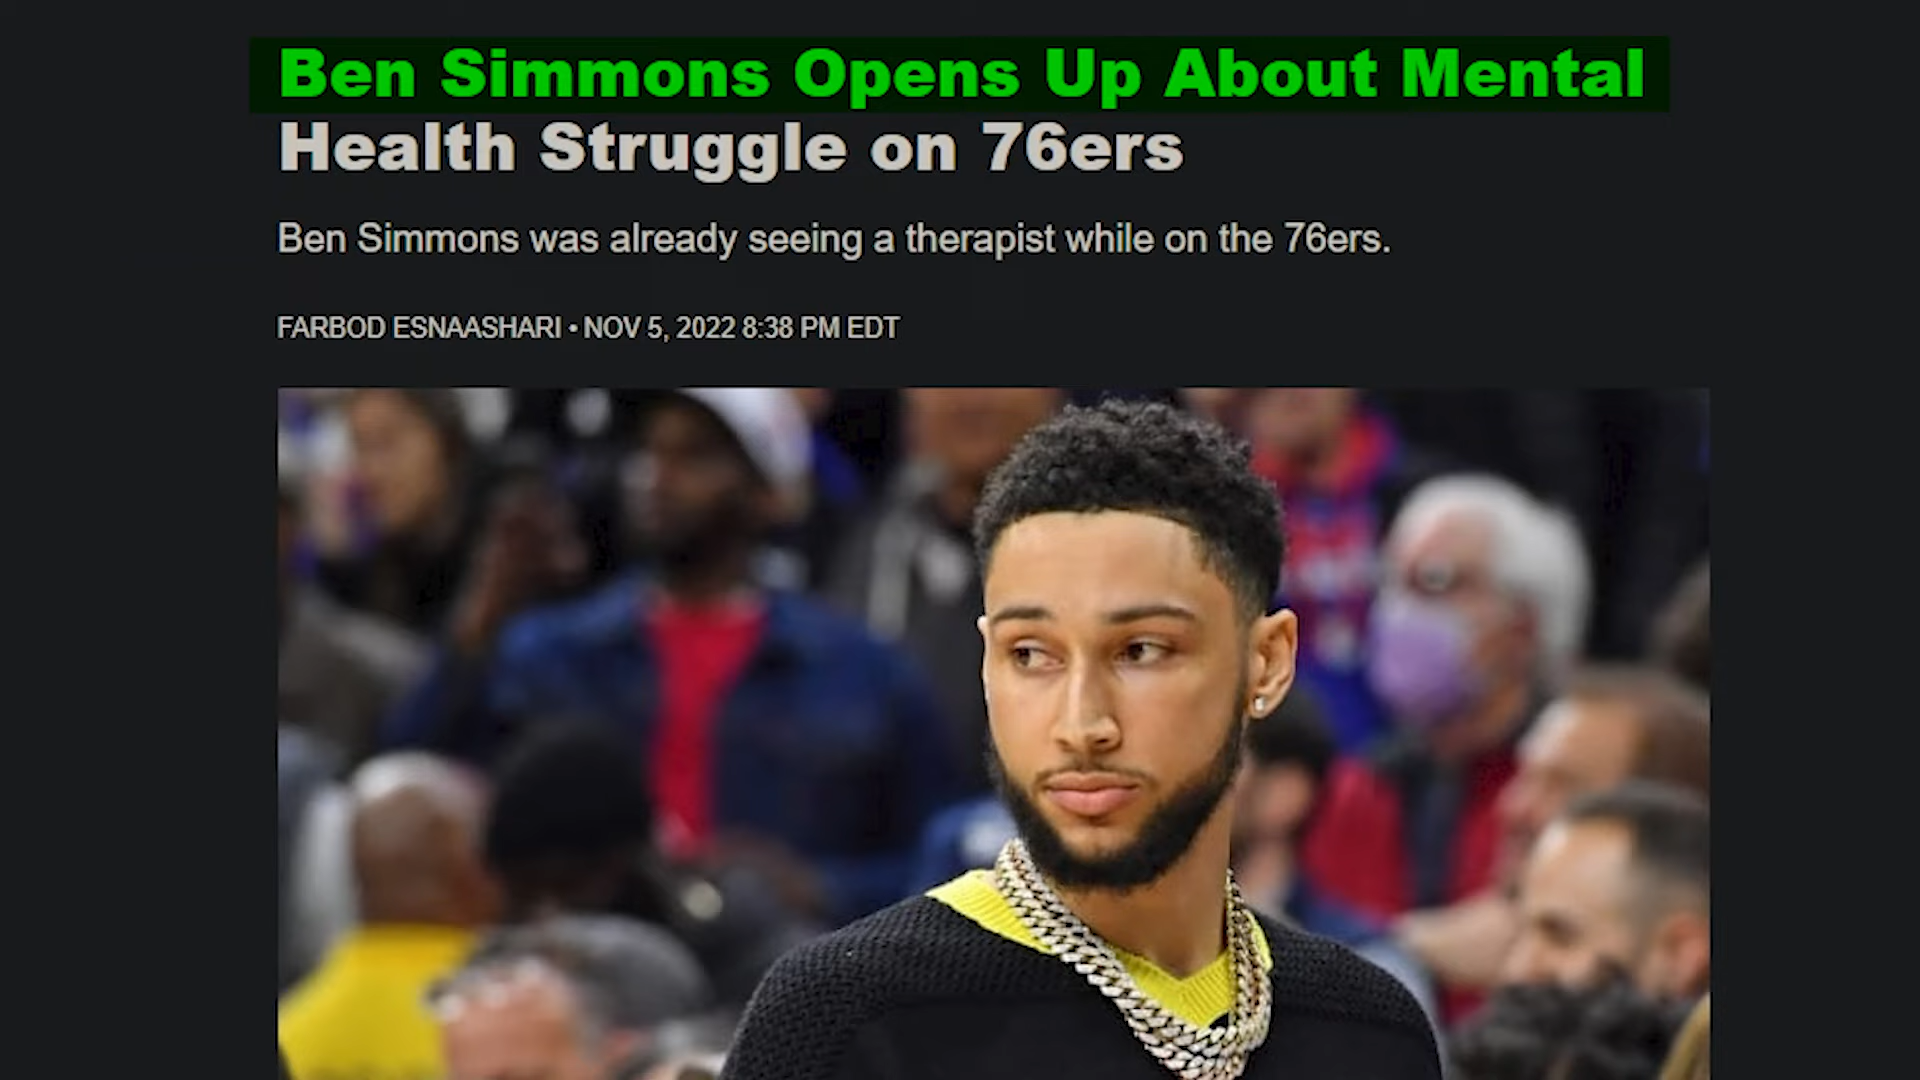 Ben Simmons Opens Up About Mental
Health Struggle on 76ers
Ben Simmons was already seeing a therapist while on the 76ers.
FARBOD ESNAASHARI • NOV 5, 2022 8:38 PM EDT